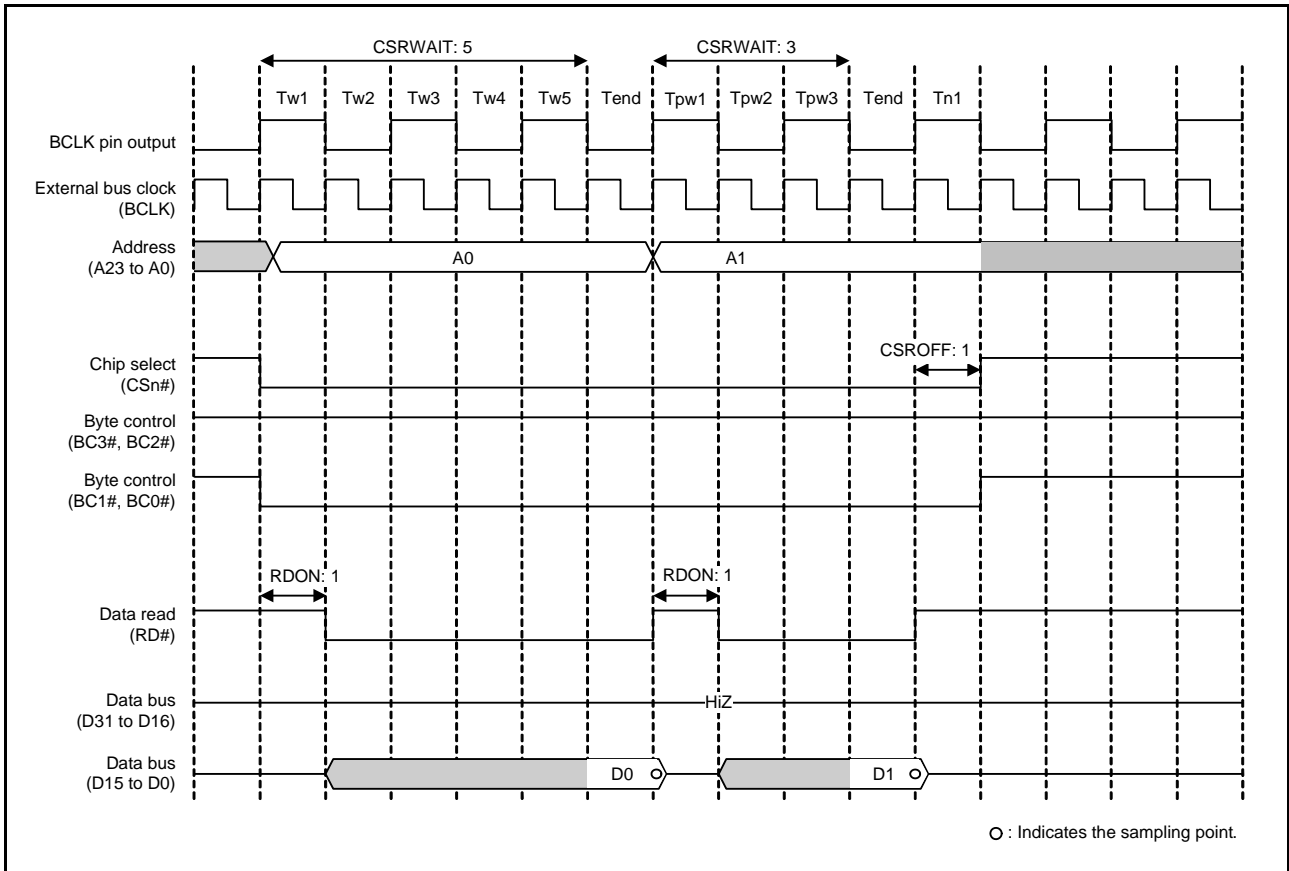 CSRWAIT: 5
CSRWAIT: 3
Tw1 Tw2 Tw3 Tw4 Tw5 Tend Tpw1 Tpw2 Tpw3 Tend Tn1
BCLK pin output
External bus clock
(BCLK)
Address
(A23 to A0)
A0
A1
CSROFF: 1
Chip select
(CSn#)
Byte control
(BC3#, BC2#)
Byte control
(BC1#, BC0#)
RDON: 1
RDON: 1
Data read
(RD#)
Data bus
(D31 to D16)
HiZ
Data bus
(D15 to D0)
D0
D1
: Indicates the sampling point.